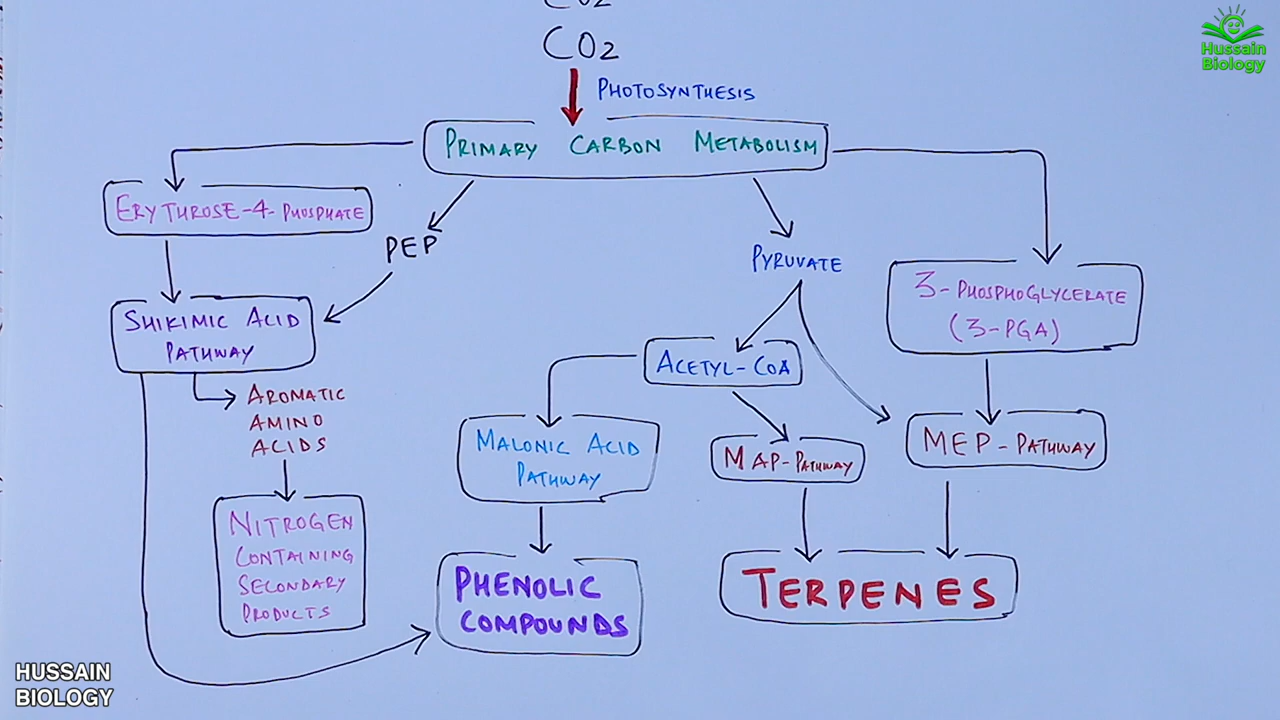 CO2
CO2
PHOTOSYNTHESIS
PRIMARY CARBON METABOLISM
ERYTHROSE-4-PHOSPHATE
PEP
PYRUVATE
3-PHOSPHOGLYCERATE
(3-PGA)
SHIKIMIC ACID
PATHWAY
ACETYL-COA
AROMATIC
AMINO
ACIDS
MALONIC ACID
PATHWAY
MAP-PATHWAY
MEP-PATHWAY
NITROGEN
CONTAINING
SECONDARY
PRODUCTS
PHENOLIC
COMPOUNDS
TERPENES
Hussain
Biology
HUSSAIN
BIOLOGY